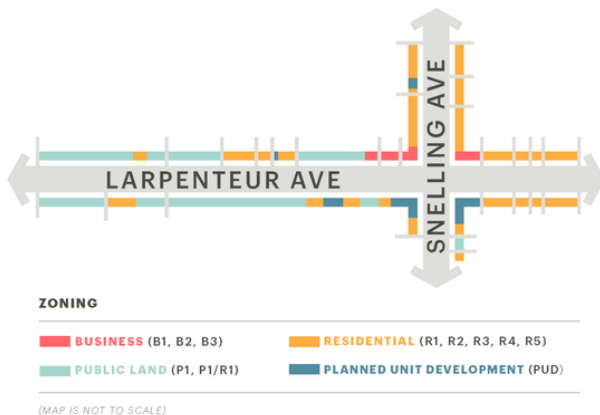 SNELLING AVE
LARPENTEUR AVE
ZONING
BUSINESS (B1, B2, B3)
RESIDENTIAL (R1, R2, R3, R4, R5)
PUBLIC LAND (P1, P1/R1)
PLANNED UNIT DEVELOPMENT (PUD)
(MAP IS NOT TO SCALE)